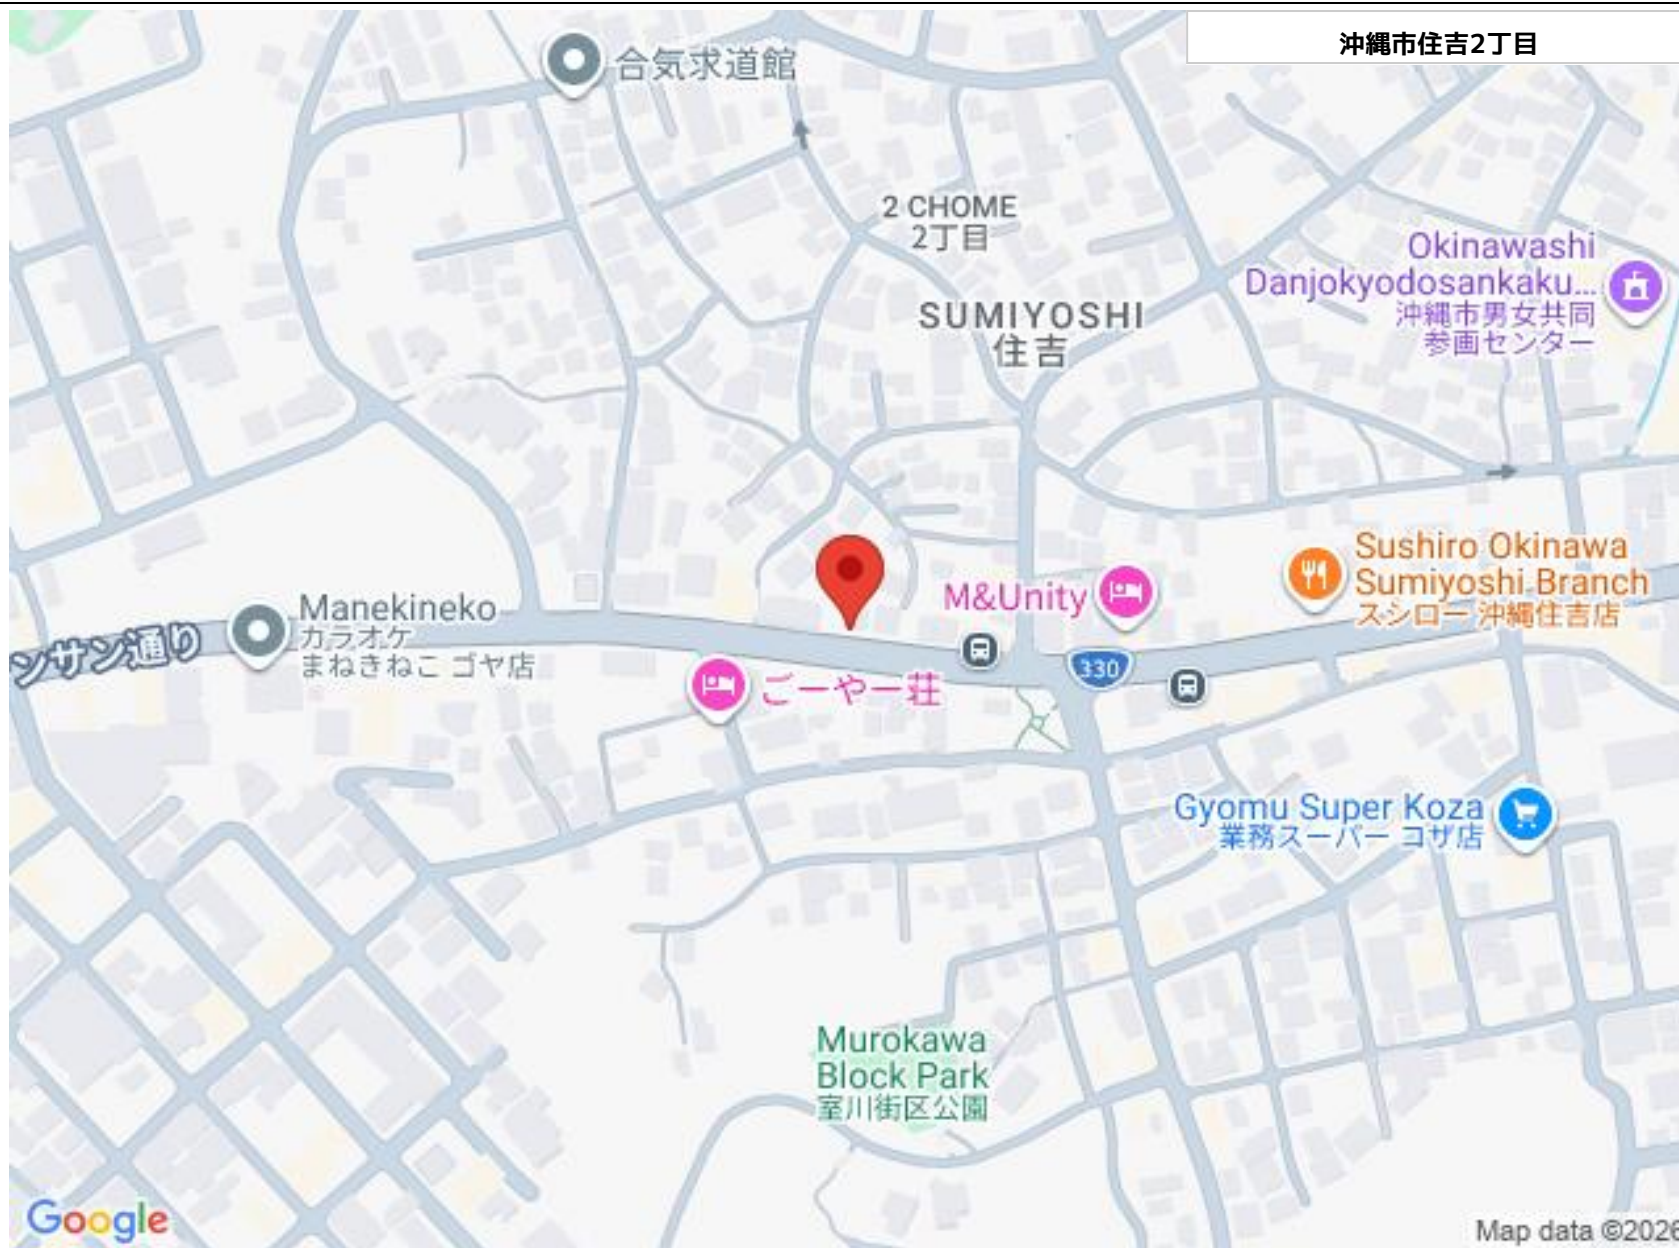 沖縄市住吉2丁目
合気求道館
2 CHOME
2丁目
SUMIYOSHI
住吉
Okinawashi
Danjokyodosankaku...
沖縄市男女共同
参画センター
Sushiro Okinawa
Sumiyoshi Branch
スシロー 沖縄住吉店
M&Unity
Manekineko
カラオケ
まねきねこ ゴヤ店
ンサン通り
330
ごーやー荘
Gyomu Super Koza
業務スーパー コザ店
Murokawa
Block Park
室川街区公園
Google
Map data ©2026